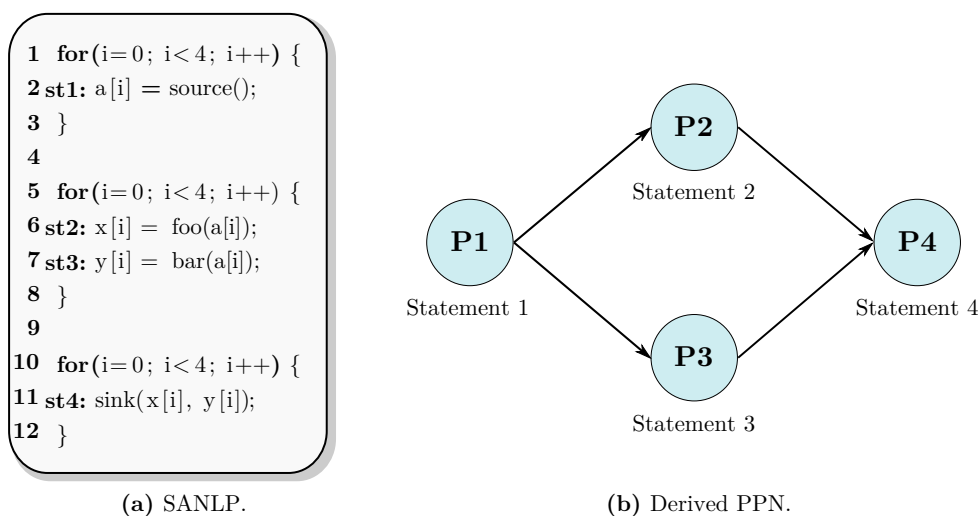 1 for(i=0; i<4; i++) {
2 st1: a[i] = source();
3 }
4
5 for(i=0; i<4; i++) {
6 st2: x[i] = foo(a[i]);
7 st3: y[i] = bar(a[i]);
8 }
9
10 for(i=0; i<4; i++) {
11 st4: sink(x[i], y[i]);
12 }
(a) SANLP.
P1
Statement 1
P2
Statement 2
P3
Statement 3
P4
Statement 4
(b) Derived PPN.